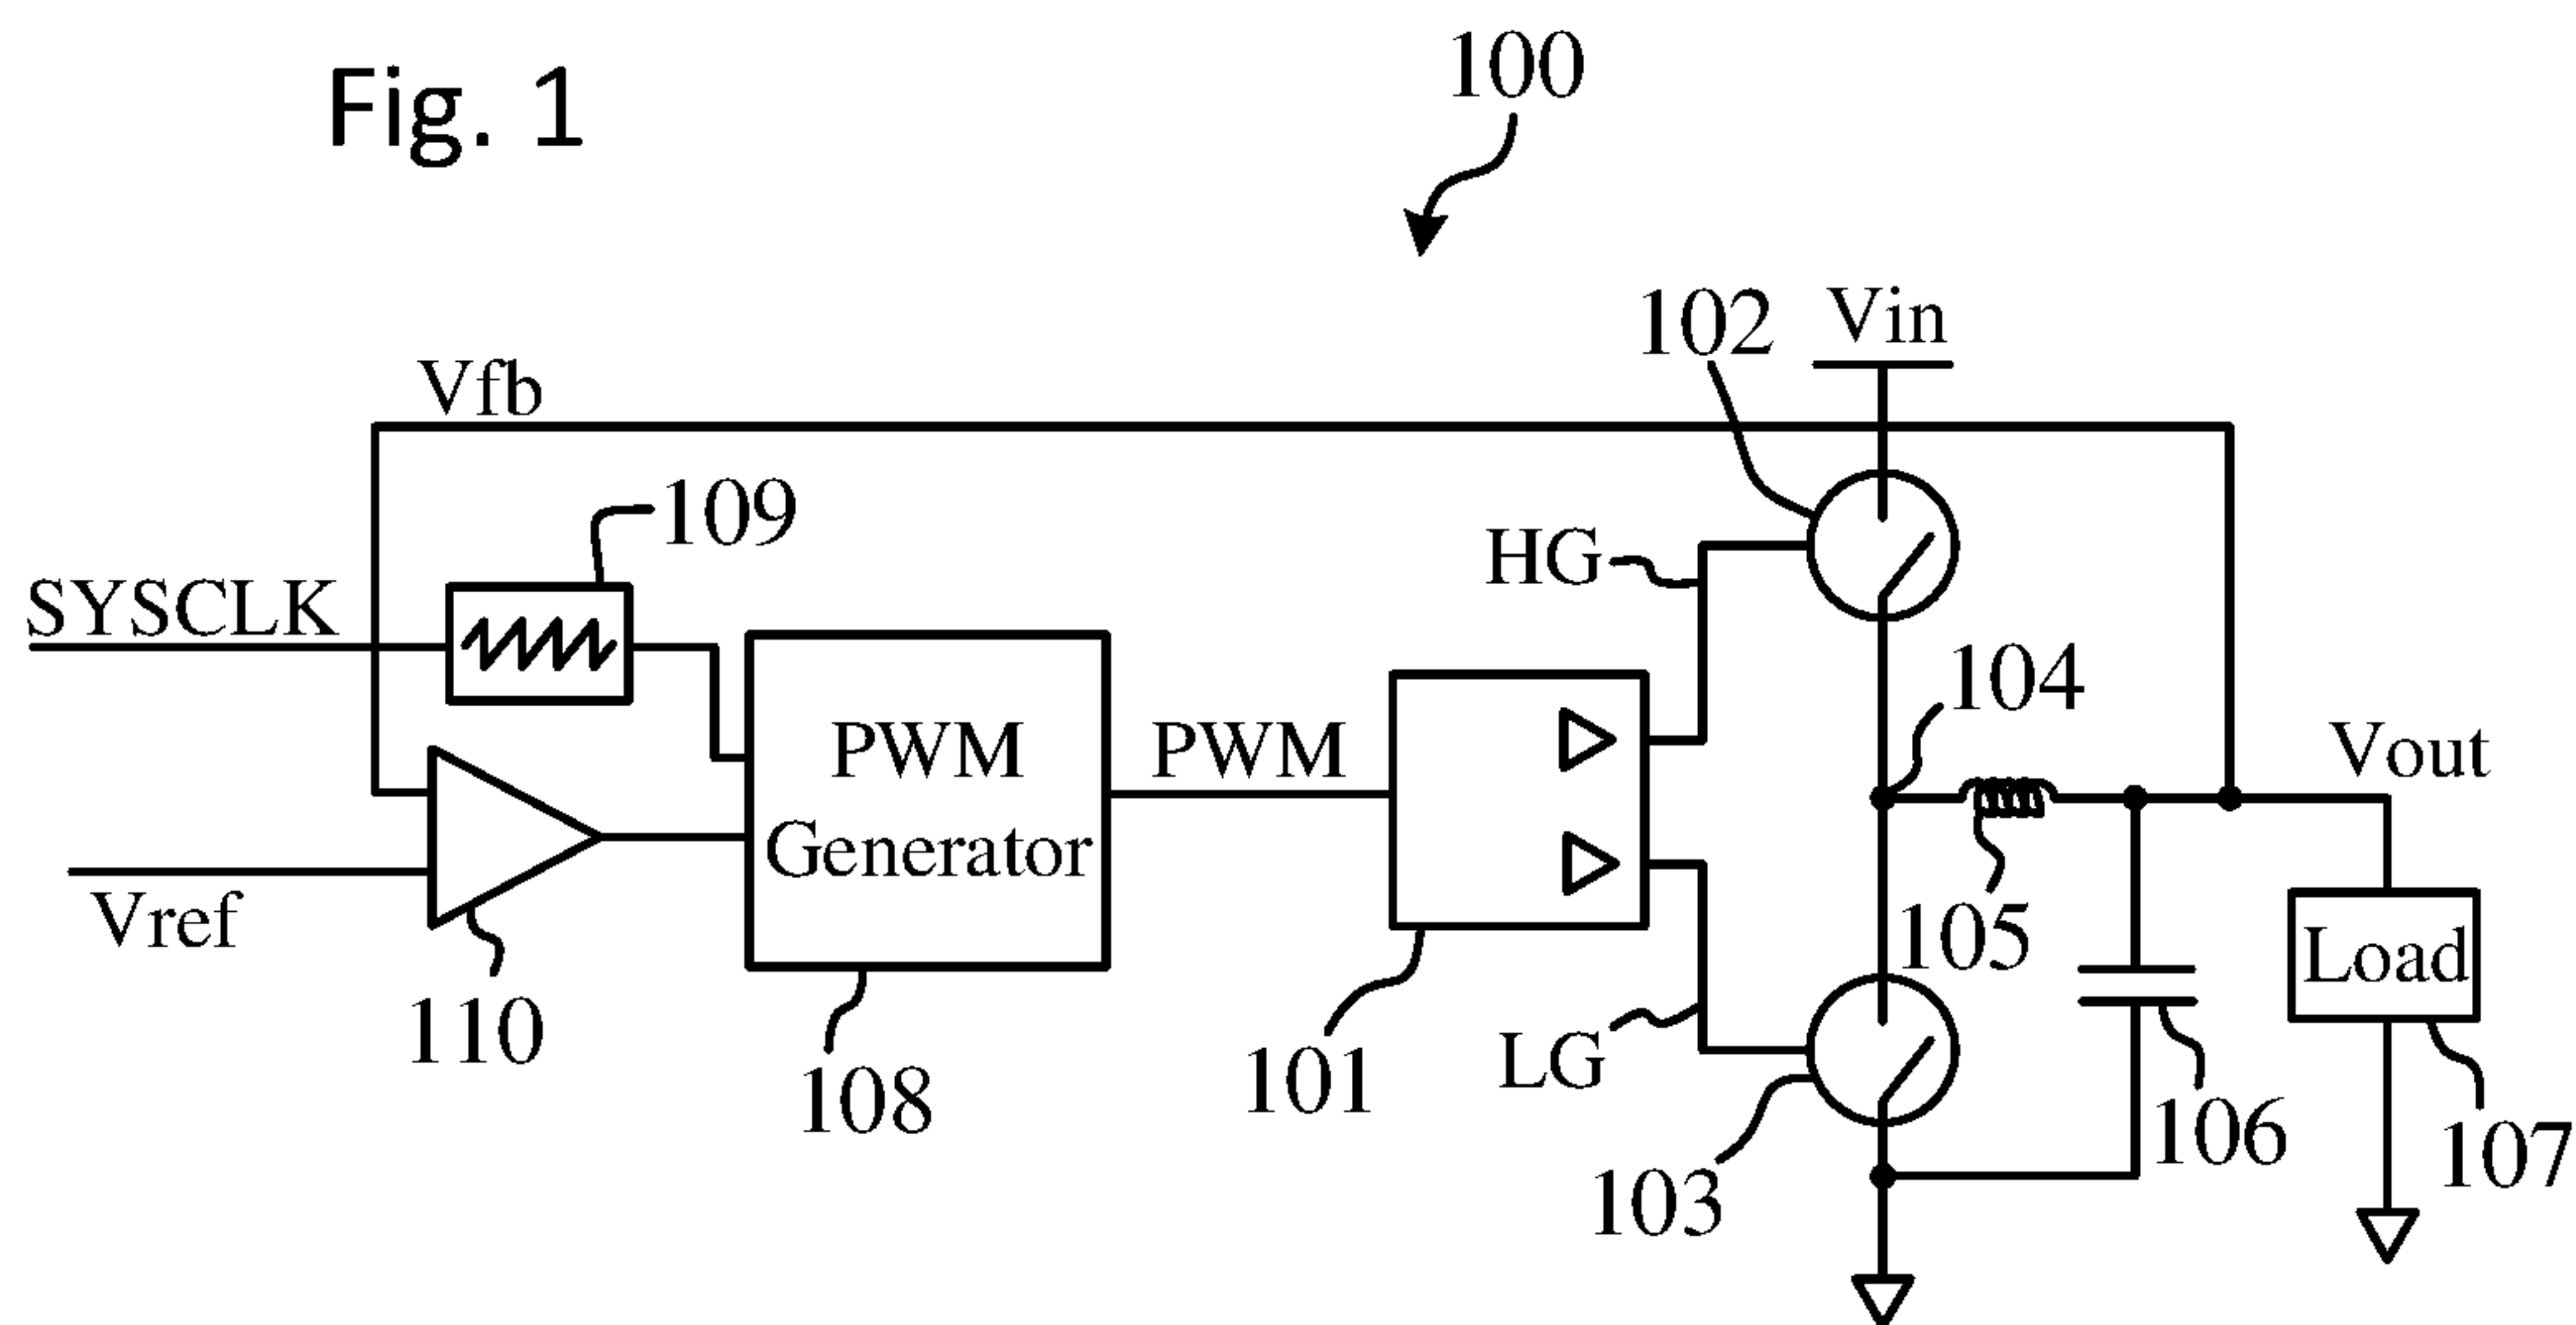 Fig. 1
100
102
Vin
Vfb
109
HG
SYSCLK
104
PWM
Generator
PWM
Vout
Vref
105
Load
110
108
101
LG
103
106
107